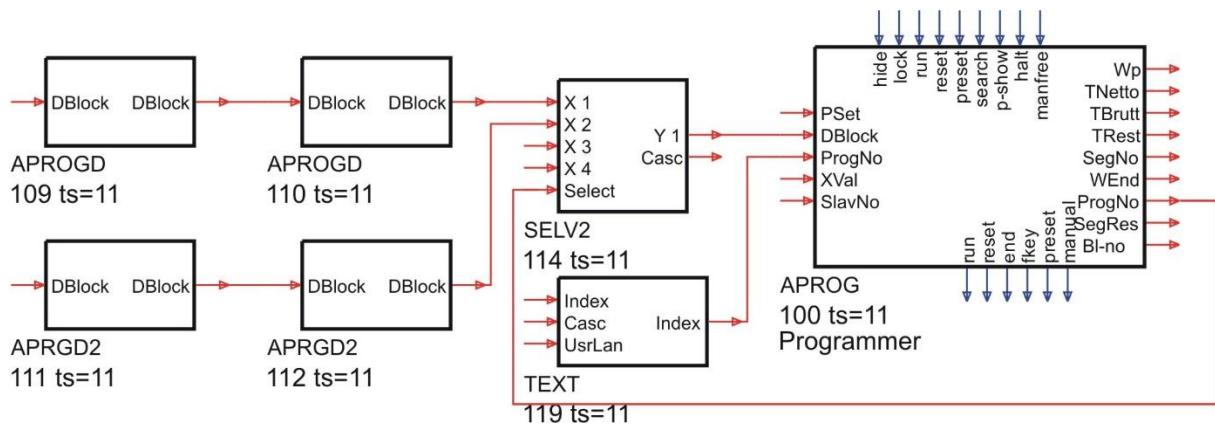 DBlock DBlock
APROGD
109 ts=11
DBlock DBlock
APROGD
110 ts=11
DBlock DBlock
APRGD2
111 ts=11
DBlock DBlock
APRGD2
112 ts=11
X 1
X 2
X 3
X 4
Select
Y 1
Casc
SELV2
114 ts=11
Index
Casc
UsrLan
Index
TEXT
119 ts=11
hide
lock
run
reset
preset
search
p-show
halt
manfree
PSet
DBlock
ProgNo
XVal
SlavNo
Wp
TNetto
TBrutt
TRest
SegNo
WEnd
ProgNo
SegRes
Bl-no
run
reset
end
fkey
preset
manual
APROG
100 ts=11
Programmer